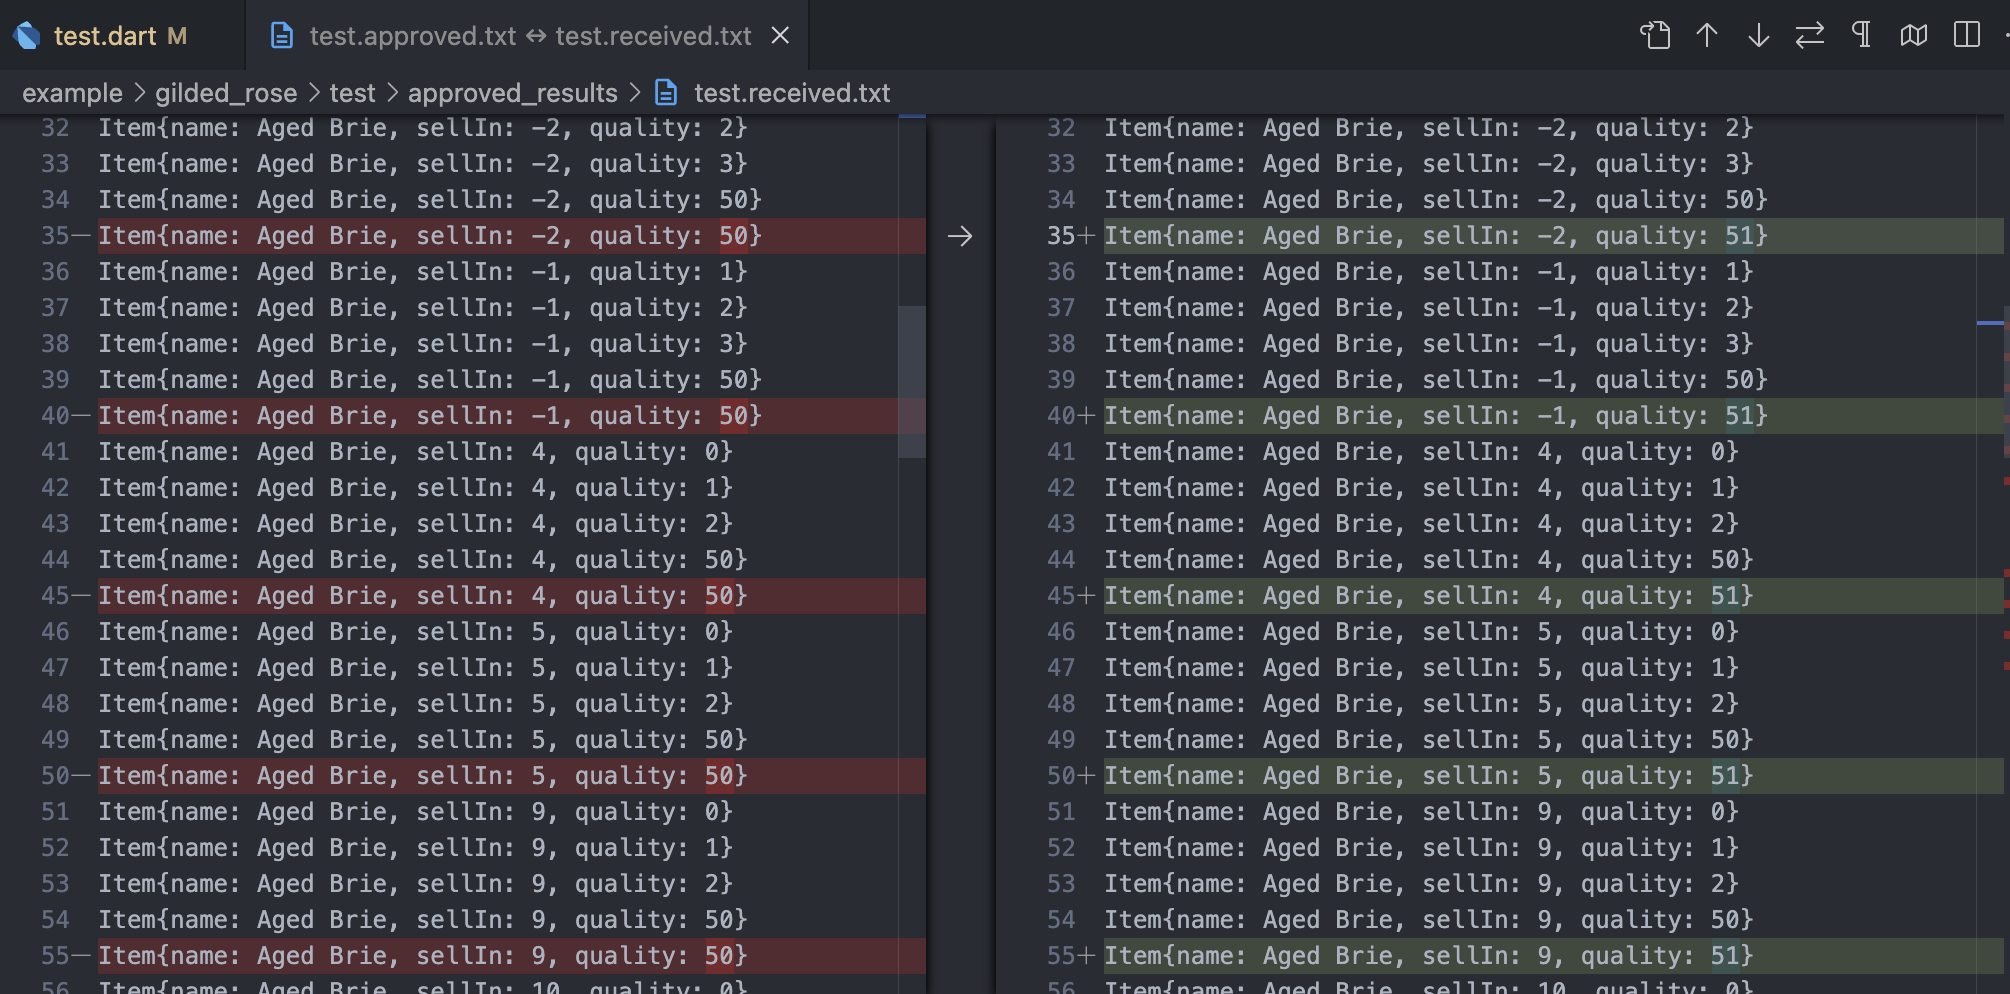 test.dart M
test.approved.txt ↔ test.received.txt
example > gilded_rose > test > approved_results > test.received.txt
32 Item{name: Aged Brie, sellIn: -2, quality: 2}
33 Item{name: Aged Brie, sellIn: -2, quality: 3}
34 Item{name: Aged Brie, sellIn: -2, quality: 50}
35— Item{name: Aged Brie, sellIn: -2, quality: 50}
36 Item{name: Aged Brie, sellIn: -1, quality: 1}
37 Item{name: Aged Brie, sellIn: -1, quality: 2}
38 Item{name: Aged Brie, sellIn: -1, quality: 3}
39 Item{name: Aged Brie, sellIn: -1, quality: 50}
40— Item{name: Aged Brie, sellIn: -1, quality: 50}
41 Item{name: Aged Brie, sellIn: 4, quality: 0}
42 Item{name: Aged Brie, sellIn: 4, quality: 1}
43 Item{name: Aged Brie, sellIn: 4, quality: 2}
44 Item{name: Aged Brie, sellIn: 4, quality: 50}
45— Item{name: Aged Brie, sellIn: 4, quality: 50}
46 Item{name: Aged Brie, sellIn: 5, quality: 0}
47 Item{name: Aged Brie, sellIn: 5, quality: 1}
48 Item{name: Aged Brie, sellIn: 5, quality: 2}
49 Item{name: Aged Brie, sellIn: 5, quality: 50}
50— Item{name: Aged Brie, sellIn: 5, quality: 50}
51 Item{name: Aged Brie, sellIn: 9, quality: 0}
52 Item{name: Aged Brie, sellIn: 9, quality: 1}
53 Item{name: Aged Brie, sellIn: 9, quality: 2}
54 Item{name: Aged Brie, sellIn: 9, quality: 50}
55— Item{name: Aged Brie, sellIn: 9, quality: 50}
56 Item{name: Aged Brie, sellIn: 10, quality: 0}
32 Item{name: Aged Brie, sellIn: -2, quality: 2}
33 Item{name: Aged Brie, sellIn: -2, quality: 3}
34 Item{name: Aged Brie, sellIn: -2, quality: 50}
35+ Item{name: Aged Brie, sellIn: -2, quality: 51}
36 Item{name: Aged Brie, sellIn: -1, quality: 1}
37 Item{name: Aged Brie, sellIn: -1, quality: 2}
38 Item{name: Aged Brie, sellIn: -1, quality: 3}
39 Item{name: Aged Brie, sellIn: -1, quality: 50}
40+ Item{name: Aged Brie, sellIn: -1, quality: 51}
41 Item{name: Aged Brie, sellIn: 4, quality: 0}
42 Item{name: Aged Brie, sellIn: 4, quality: 1}
43 Item{name: Aged Brie, sellIn: 4, quality: 2}
44 Item{name: Aged Brie, sellIn: 4, quality: 50}
45+ Item{name: Aged Brie, sellIn: 4, quality: 51}
46 Item{name: Aged Brie, sellIn: 5, quality: 0}
47 Item{name: Aged Brie, sellIn: 5, quality: 1}
48 Item{name: Aged Brie, sellIn: 5, quality: 2}
49 Item{name: Aged Brie, sellIn: 5, quality: 50}
50+ Item{name: Aged Brie, sellIn: 5, quality: 51}
51 Item{name: Aged Brie, sellIn: 9, quality: 0}
52 Item{name: Aged Brie, sellIn: 9, quality: 1}
53 Item{name: Aged Brie, sellIn: 9, quality: 2}
54 Item{name: Aged Brie, sellIn: 9, quality: 50}
55+ Item{name: Aged Brie, sellIn: 9, quality: 51}
56 Item{name: Aged Brie, sellIn: 10, quality: 0}